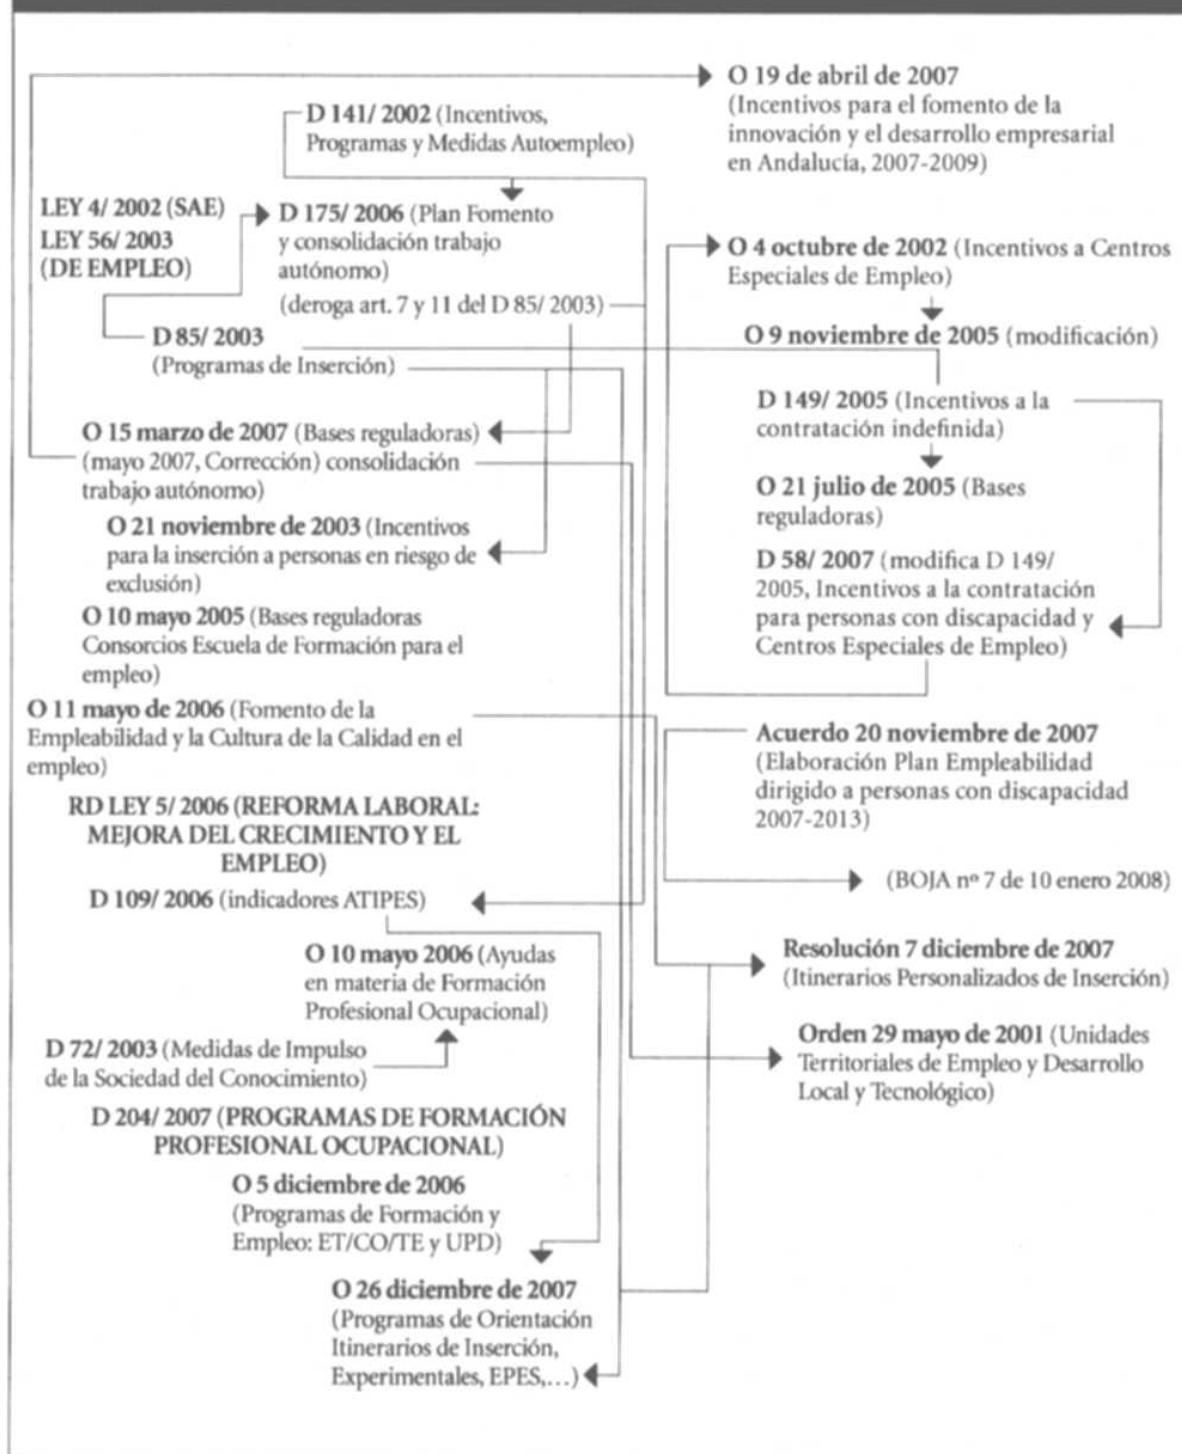 O 19 de abril de 2007
(Incentivos para el fomento de la
innovación y el desarrollo empresarial
en Andalucía, 2007-2009)
D 141/ 2002 (Incentivos,
Programas y Medidas Autoempleo)
LEY 4/ 2002 (SAE)
LEY 56/ 2003
(DE EMPLEO)
D 175/ 2006 (Plan Fomento
y consolidación trabajo
autónomo)
(deroga art. 7 y 11 del D 85/ 2003)
O 4 octubre de 2002 (Incentivos a Centros
Especiales de Empleo)
O 9 noviembre de 2005 (modificación)
D 85/ 2003
(Programas de Inserción)
D 149/ 2005 (Incentivos a la
contratación indefinida)
O 15 marzo de 2007 (Bases reguladoras)
(mayo 2007, Corrección) consolidación
trabajo autónomo)
O 21 julio de 2005 (Bases
reguladoras)
O 21 noviembre de 2003 (Incentivos
para la inserción a personas en riesgo de
exclusión)
D 58/ 2007 (modifica D 149/
2005, Incentivos a la contratación
para personas con discapacidad y
Centros Especiales de Empleo)
O 10 mayo 2005 (Bases reguladoras
Consorcios Escuela de Formación para el
empleo)
O 11 mayo de 2006 (Fomento de la
Empleabilidad y la Cultura de la Calidad en el
empleo)
Acuerdo 20 noviembre de 2007
(Elaboración Plan Empleabilidad
dirigido a personas con discapacidad
2007-2013)
RD LEY 5/ 2006 (REFORMA LABORAL:
MEJORA DEL CRECIMIENTO Y EL
EMPLEO)
(BOJA nº 7 de 10 enero 2008)
D 109/ 2006 (indicadores ATIPES)
O 10 mayo 2006 (Ayudas
en materia de Formación
Profesional Ocupacional)
Resolución 7 diciembre de 2007
(Itinerarios Personalizados de Inserción)
D 72/ 2003 (Medidas de Impulso
de la Sociedad del Conocimiento)
Orden 29 mayo de 2001 (Unidades
Territoriales de Empleo y Desarrollo
Local y Tecnológico)
D 204/ 2007 (PROGRAMAS DE FORMACIÓN
PROFESIONAL OCUPACIONAL)
O 5 diciembre de 2006
(Programas de Formación y
Empleo: ET/CO/TE y UPD)
O 26 diciembre de 2007
(Programas de Orientación
Itinerarios de Inserción,
Experimentales, EPES,...)